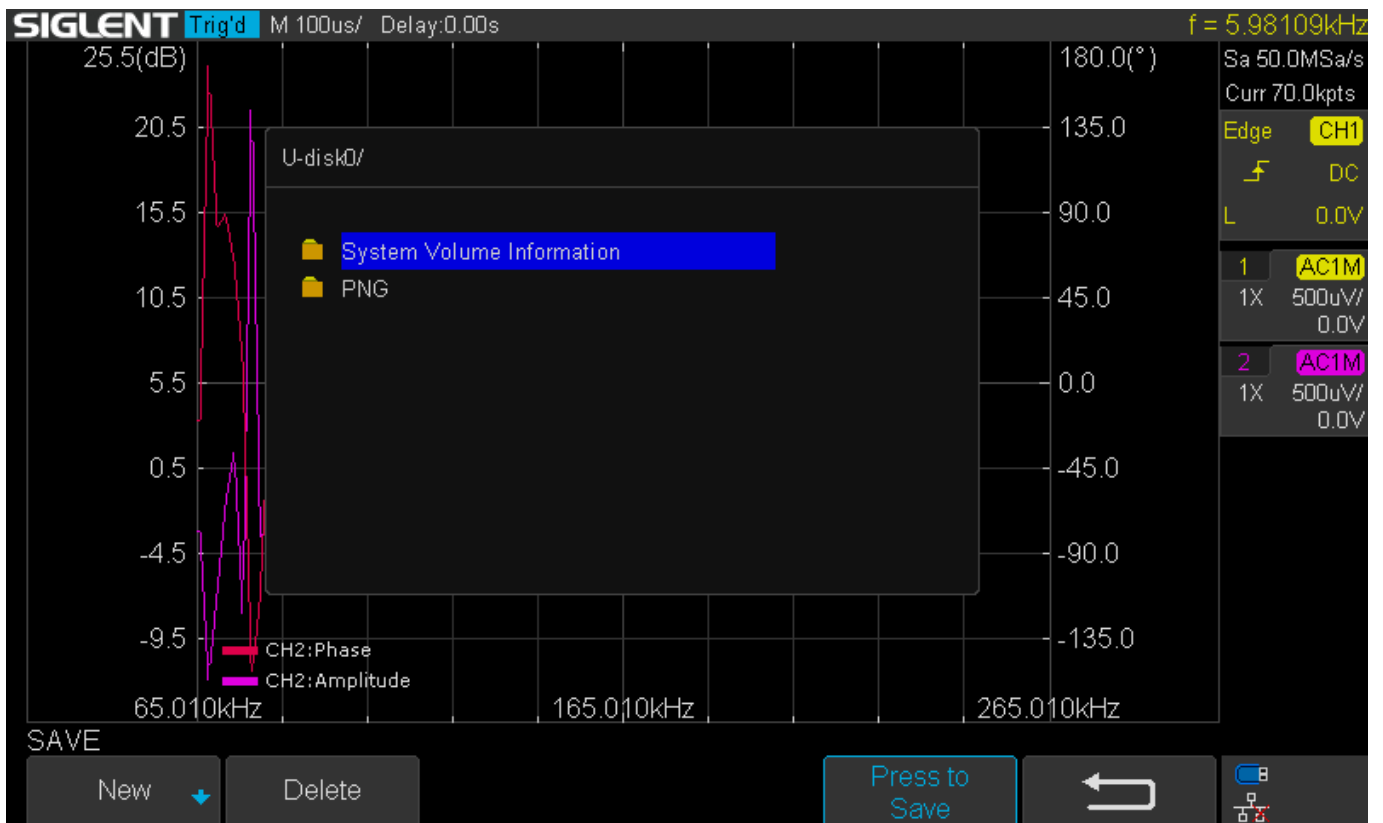 SIGLENT Trig'd M 100us/ Delay:0.00s f = 5.98109kHz
25.5(dB) 180.0(°) Sa 50.0MSa/s
Curr 70.0kpts
20.5 135.0 Edge CH1
U-disk0/
DC
15.5 90.0 L 0.0V
System Volume Information
1 AC1M
PNG
10.5 45.0 1X 500uV/
0.0V
2 AC1M
5.5 0.0 1X 500uV/
0.0V
0.5 -45.0
-4.5 -90.0
-9.5 -135.0
CH2:Phase
CH2:Amplitude
65.010kHz 165.010kHz 265.010kHz
SAVE
New Delete Press to
Save